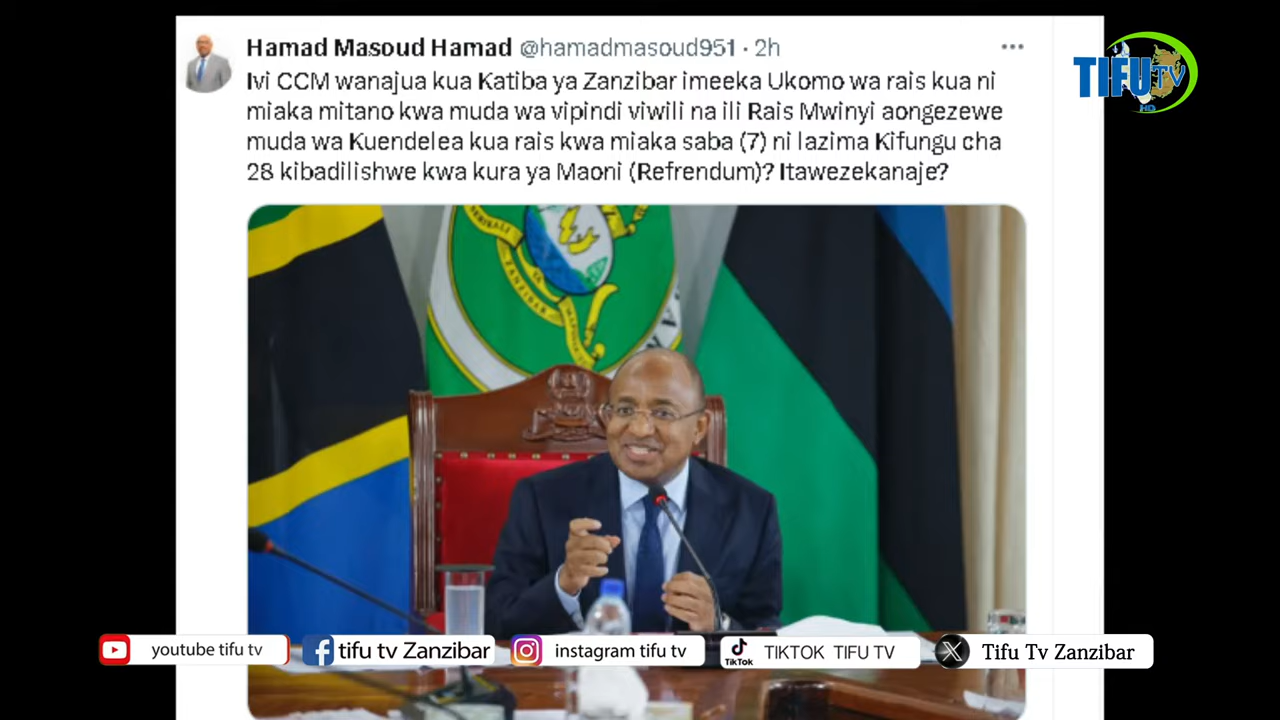 Hamad Masoud Hamad @hamadmasoud951 · 2h
Ivi CCM wanajua kua Katiba ya Zanzibar imeeka Ukomo wa rais kua ni
miaka mitano kwa muda wa vipindi viwili na ili Rais Mwinyi aongezewe
muda wa Kuendelea kua rais kwa miaka saba (7) ni lazima Kifungu cha
28 kibadilishwe kwa kura ya Maoni (Refrendum)? Itawezekanaje?
TIFU TV
HD
ZANZIBAR
youtube tifu tv
tifu tv Zanzibar
instagram tifu tv
TikTok
TIKTOK TIFU TV
Tifu Tv Zanzibar